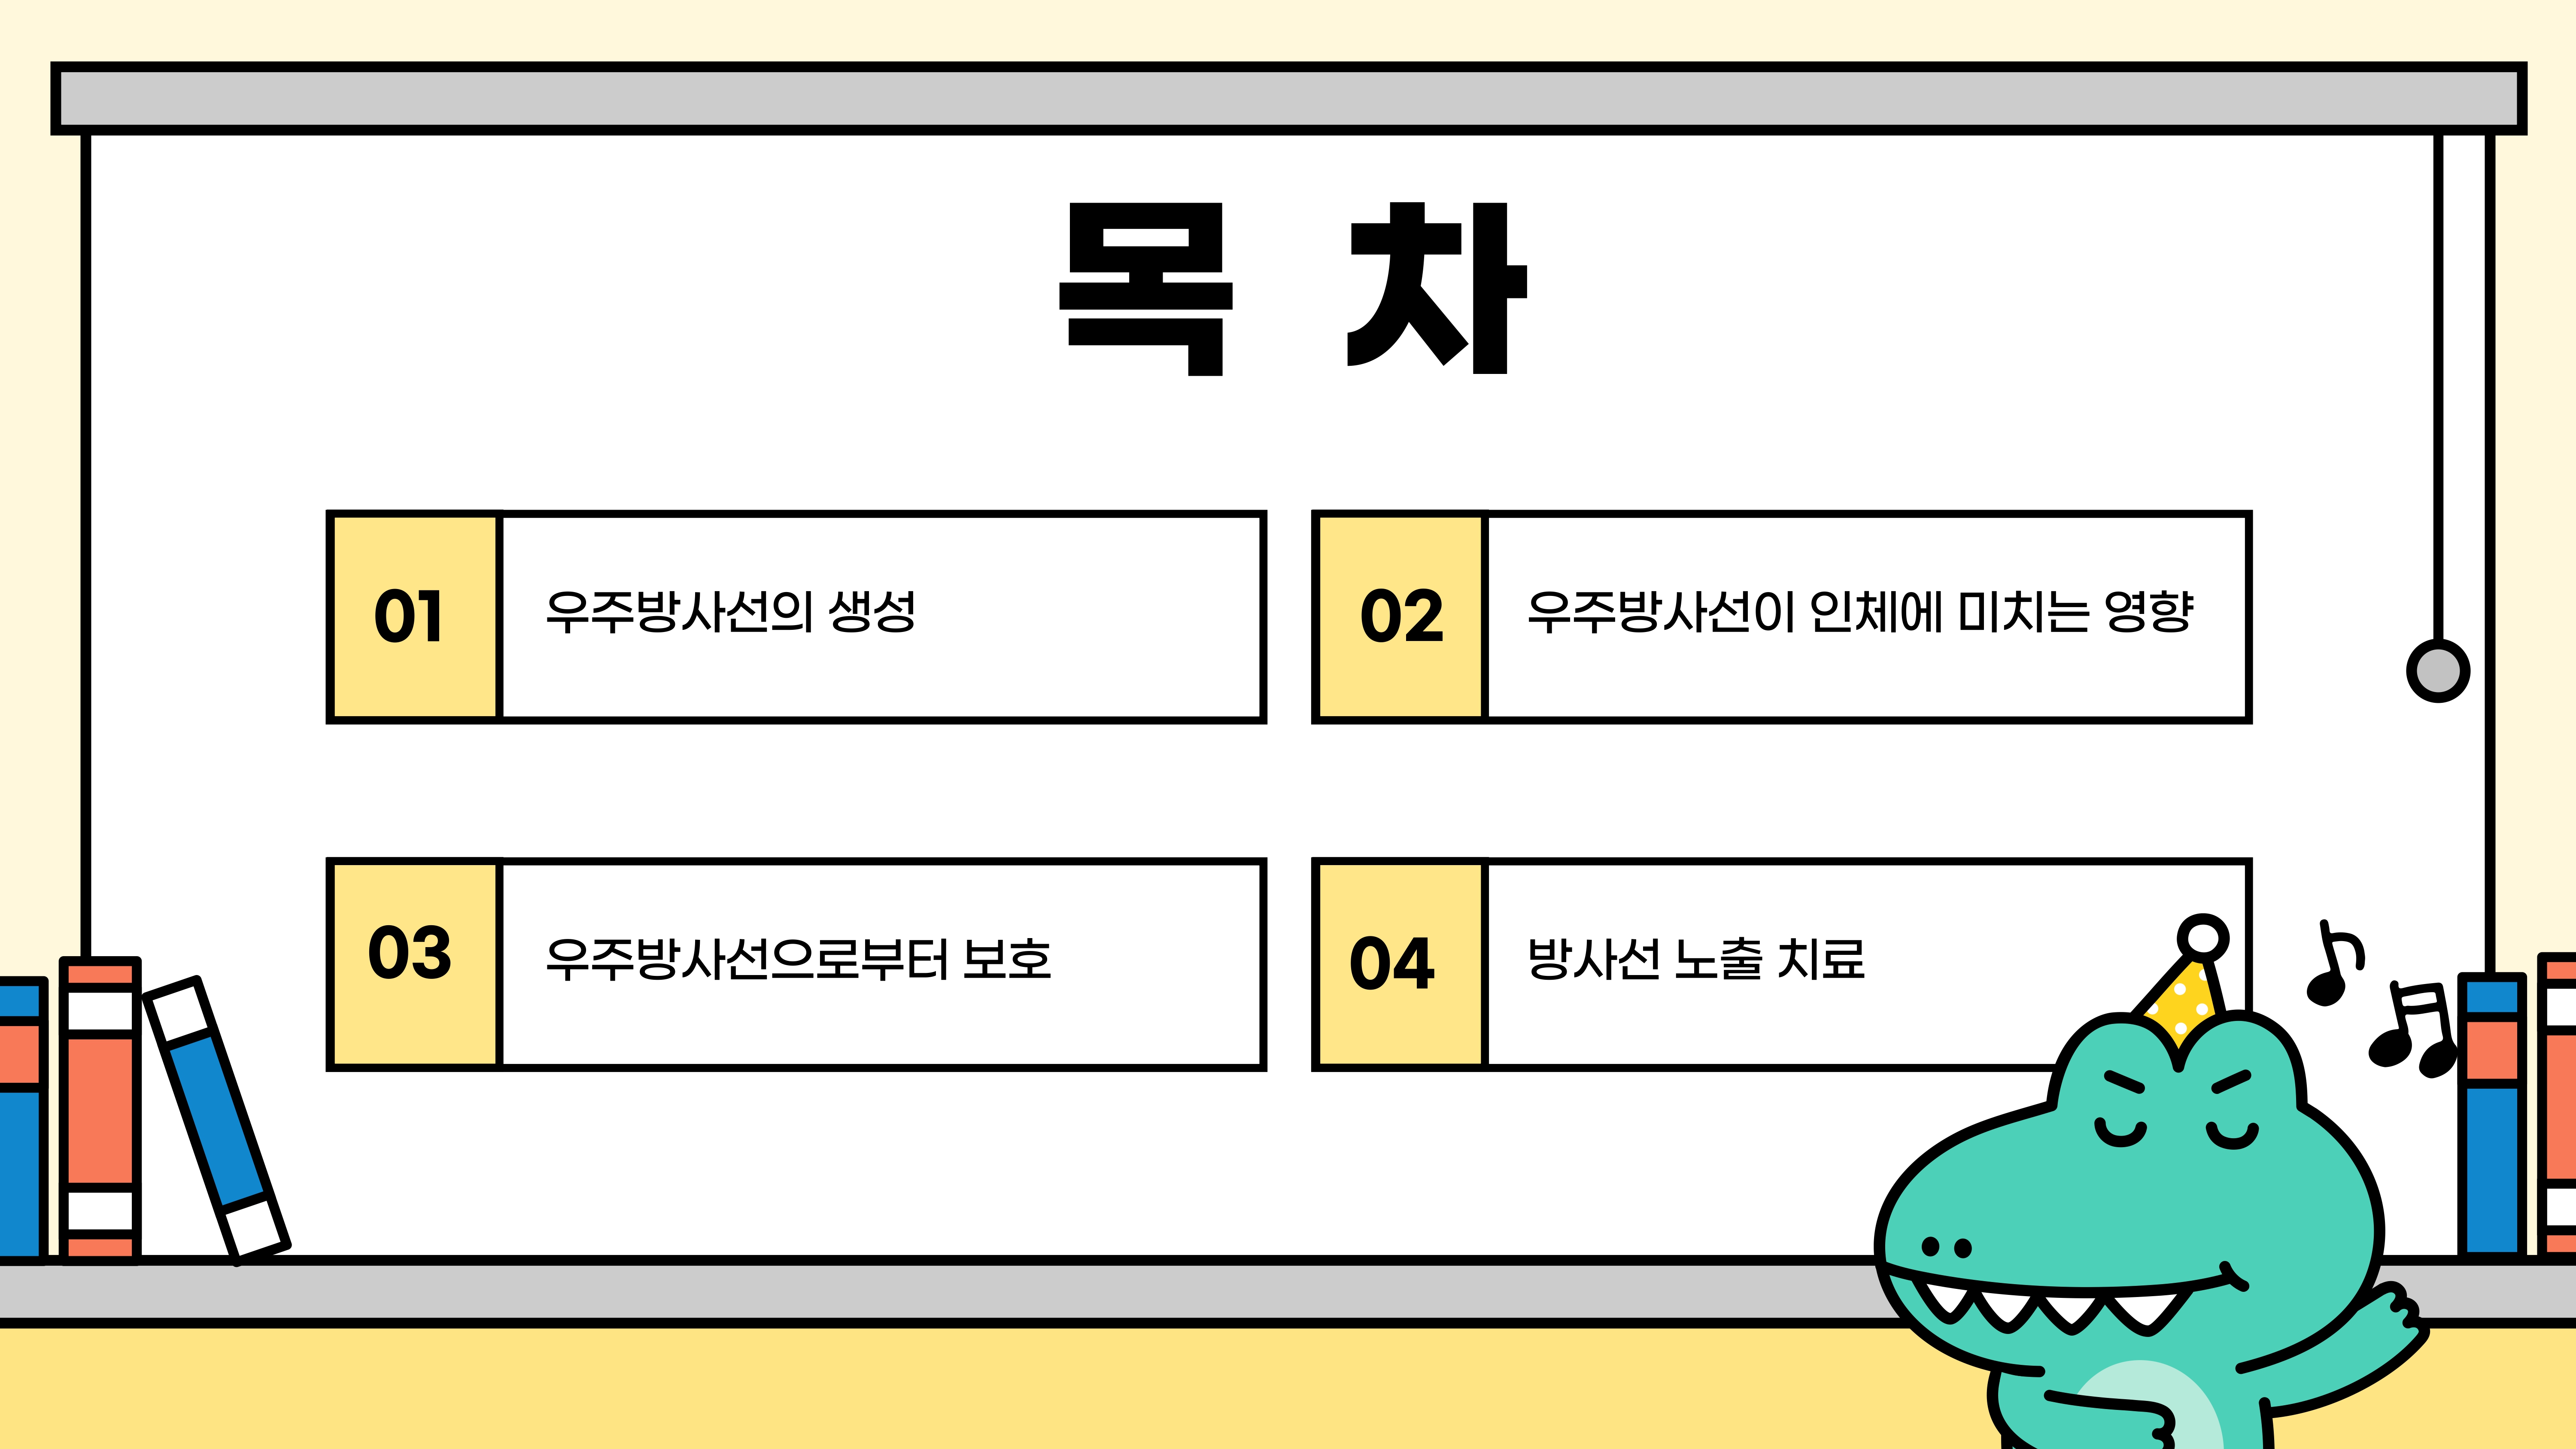 목 차
01
우주방사선의 생성
02
우주방사선이 인체에 미치는 영향
03
우주방사선으로부터 보호
04
방사선 노출 치료